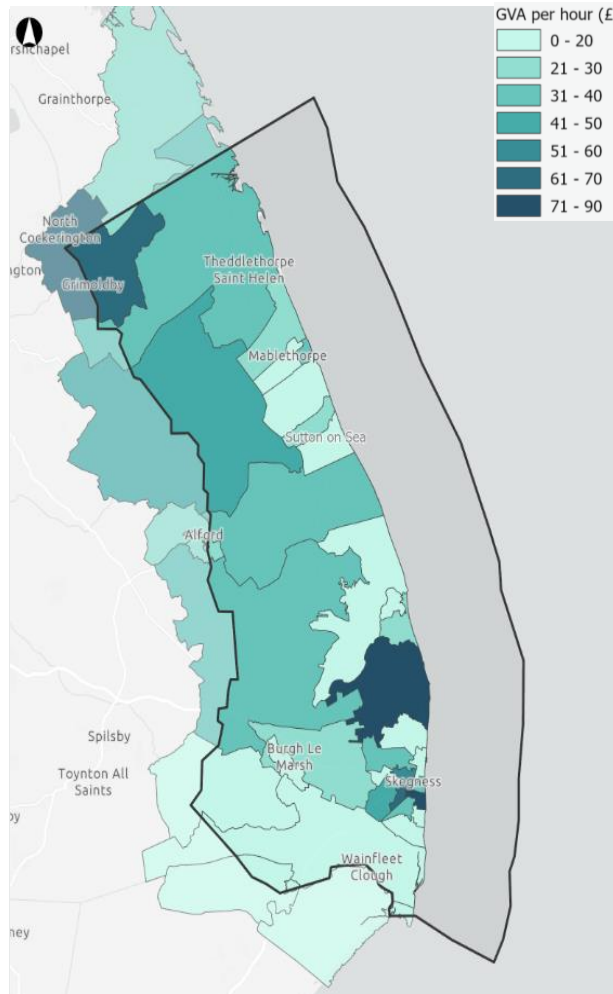 GVA per hour (£
0 - 20
21 - 30
31 - 40
41 - 50
51 - 60
61 - 70
71 - 90
Grainthorpe
North
Cockerington
Grimoldby
Theddlethorpe
Saint Helen
Mablethorpe
Sutton on Sea
Alford
Spilsby
Toynton All
Saints
Burgh Le
Marsh
Skegness
Wainfleet
Clough